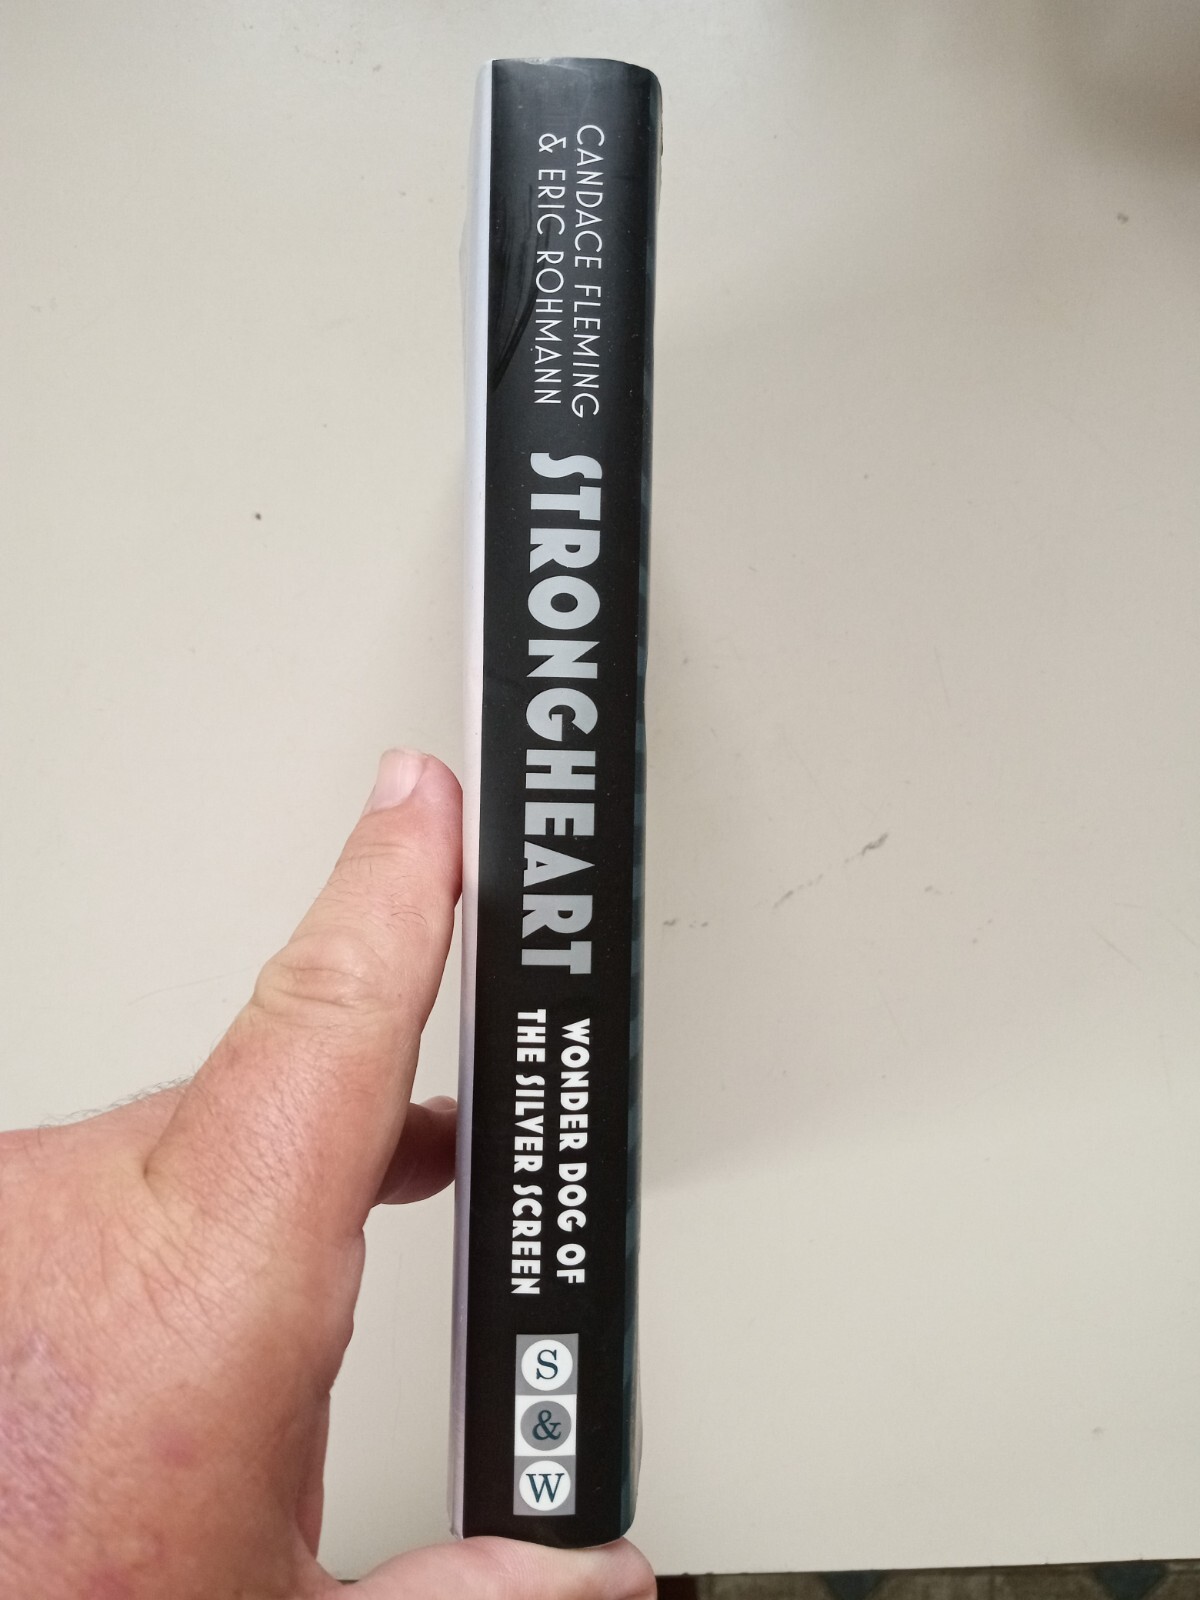 CANDACE FLEMING
& ERIC ROHMANN
STRONGHEART
WONDER DOG OF
THE SILVER SCREEN
S
&
W